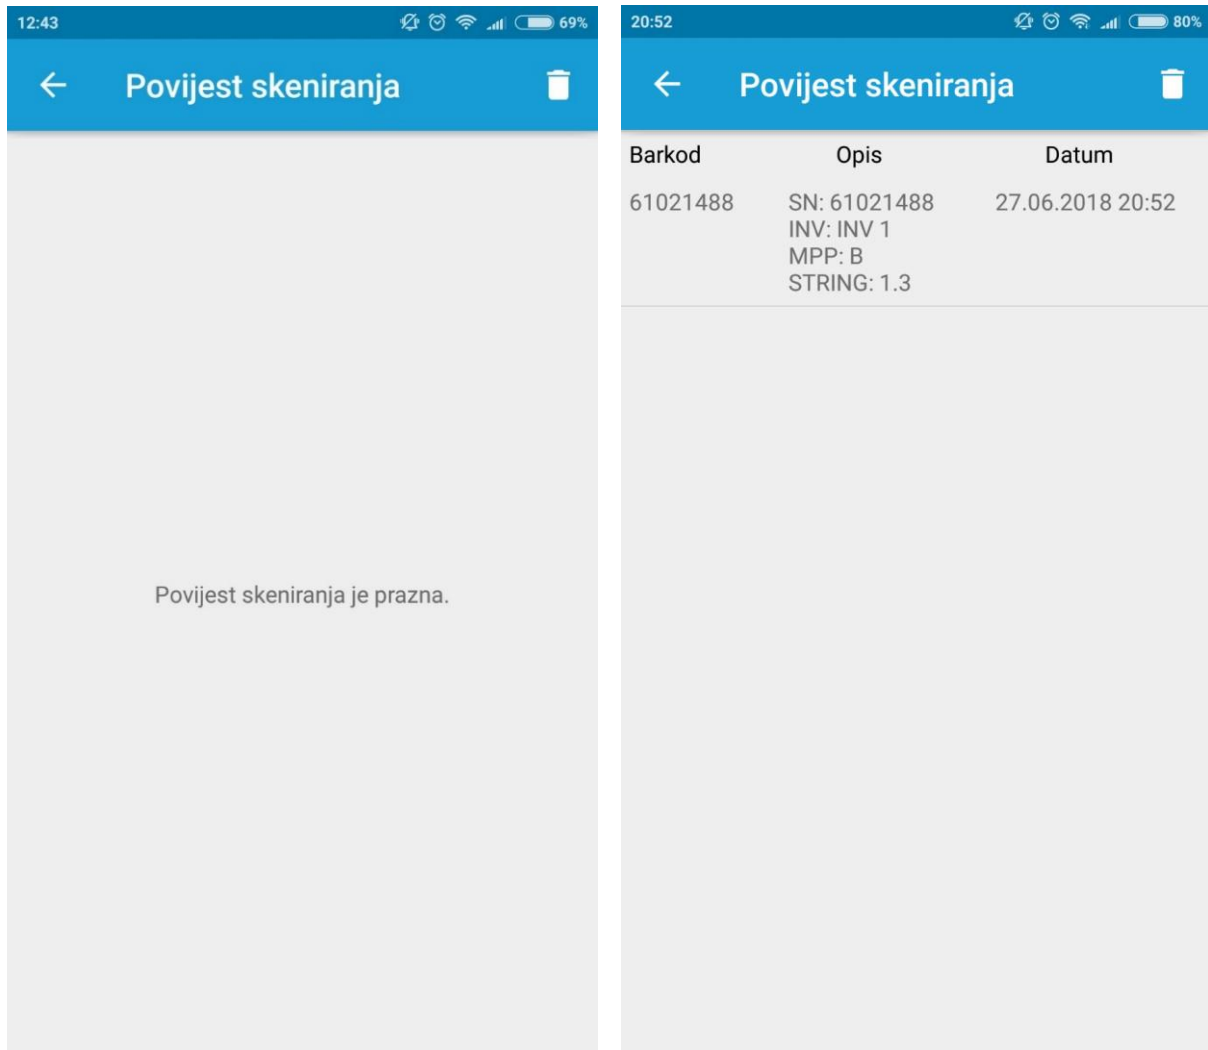 12:43
69%
Povijest skeniranja
Povijest skeniranja je prazna.
20:52
80%
Povijest skeniranja
Barkod Opis Datum
61021488 SN: 61021488 27.06.2018 20:52
INV: INV 1
MPP: B
STRING: 1.3